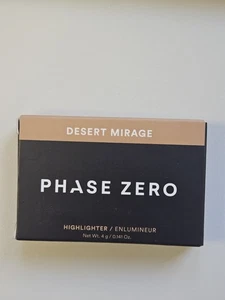 DESERT MIRAGE
PHASE ZERO
HIGHLIGHTER / ENLUMINEUR
Net Wt. 4 g / 0.141 Oz.